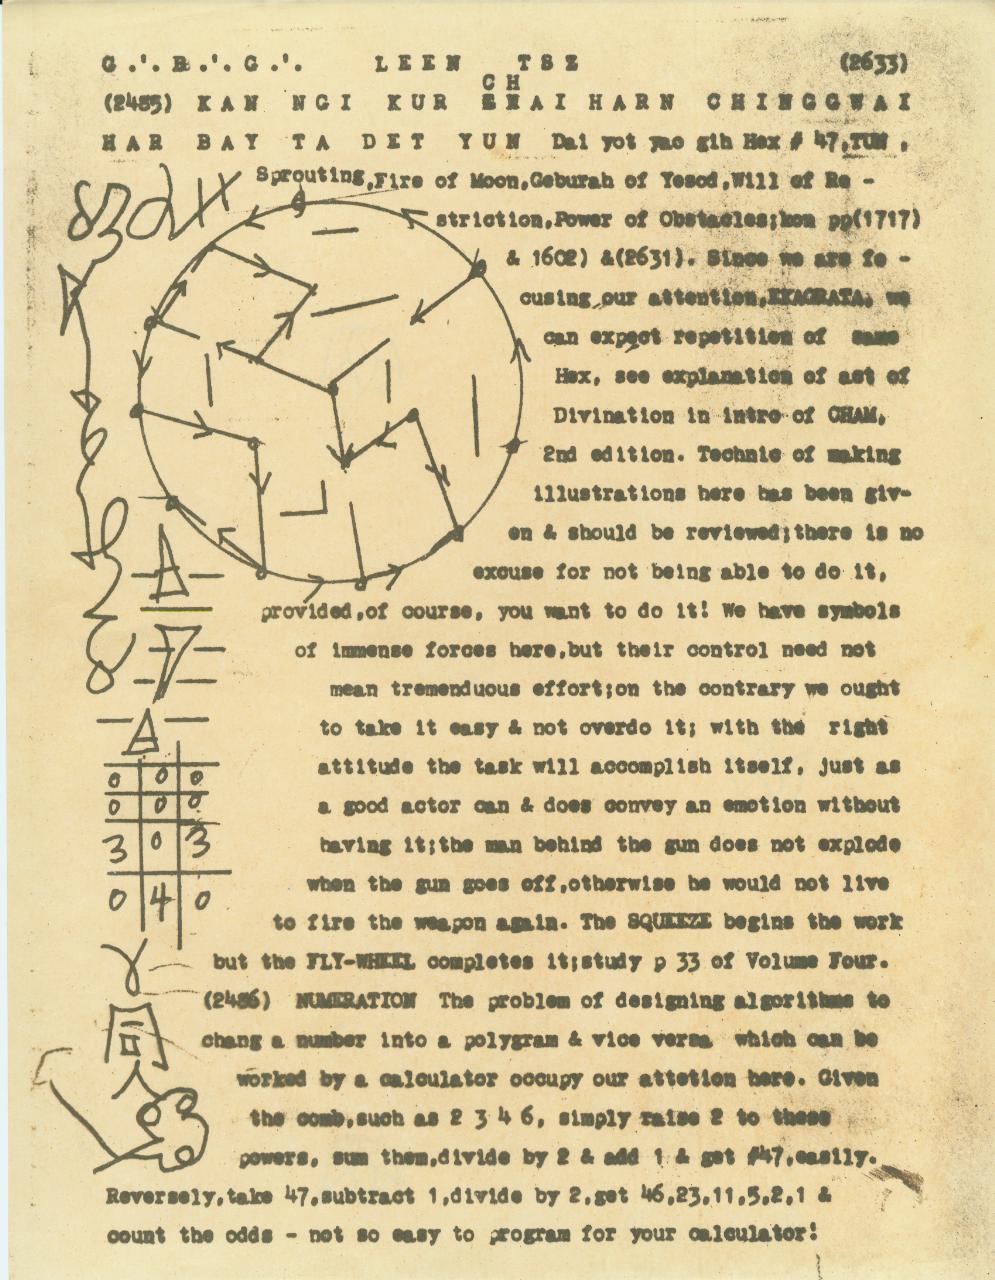 G.'. B.'. G.'. LEEN TSZ (2633)
CH
(2485) KAN NGI KUR SHAI HARN CHINGGWAI
HAR BAY TA DET YUN Dai yot yao gih Hex # 47, TUN,
Sprouting, Fire of Moon, Geburah of Yesod, Will of Re -
striction, Power of Obstacles; kon pp(1717)
& 1602) &(2631). Since we are fo -
cusing our attention, EXAGRATA, we
can expect repetition of same
Hex, see explanation of act of
Divination in intro of CHAM,
2nd edition. Technic of making
illustrations here has been giv-
en & should be reviewed; there is no
excuse for not being able to do it,
provided, of course, you want to do it! We have symbols
of immense forces here, but their control need not
mean tremenduous effort; on the contrary we ought
to take it easy & not overdo it; with the right
attitude the task will accomplish itself, just as
0 0 0
a good actor can & does convey an emotion without
0 0 0
having it; the man behind the gun does not explode
3 0 3
when the gun goes off, otherwise he would not live
0 4 0
to fire the weapon again. The SQUEEZE begins the work
but the FLY-WHEEL completes it; study p 33 of Volume Four.
(2486) NUMERATION The problem of designing algorithms to
chang a number into a polygram & vice versa which can be
worked by a calculator occupy our attetion here. Given
the comb, such as 2 3 4 6, simply raise 2 to these
powers, sum them, divide by 2 & add 1 & get #47, easily.
Reversely, take 47, subtract 1, divide by 2, get 46,23,11,5,2,1 &
count the odds - not so easy to program for your calculator!